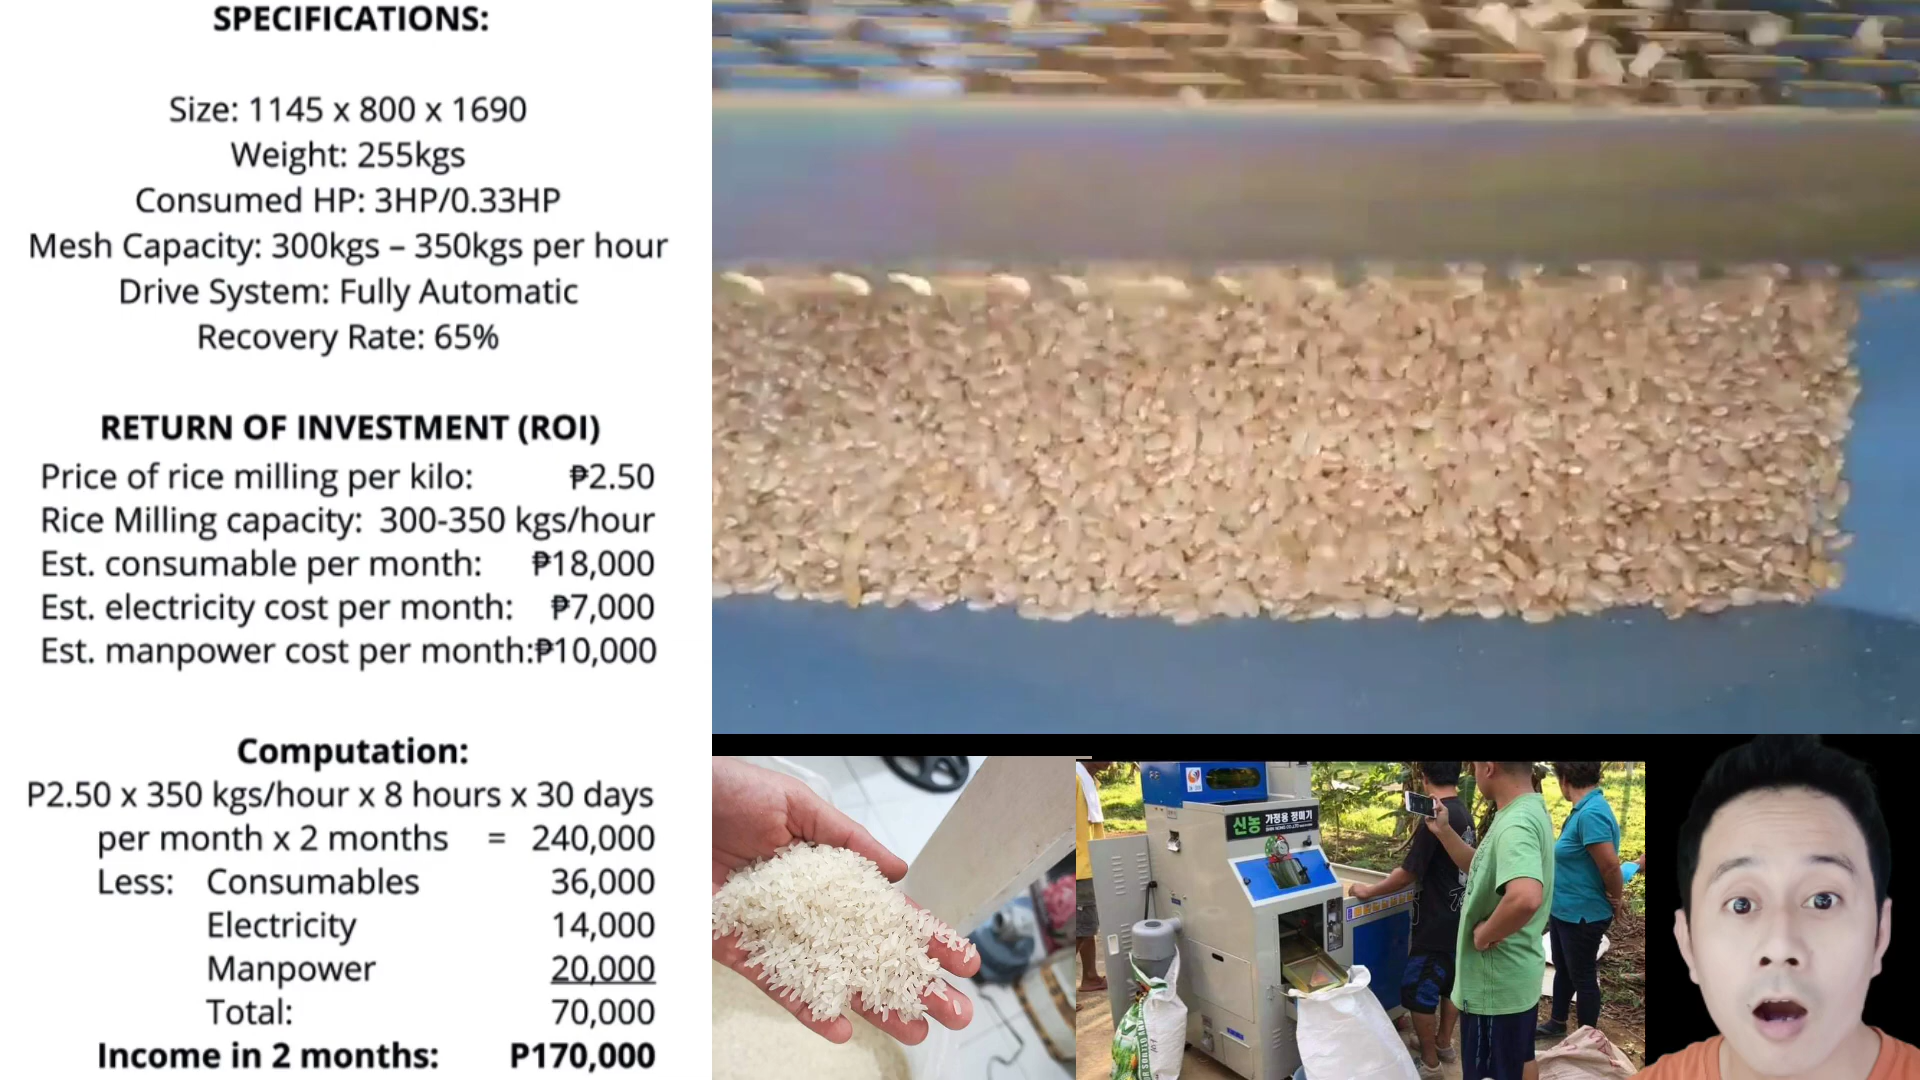 SPECIFICATIONS:
Size: 1145 x 800 x 1690
Weight: 255kgs
Consumed HP: 3HP/0.33HP
Mesh Capacity: 300kgs – 350kgs per hour
Drive System: Fully Automatic
Recovery Rate: 65%
RETURN OF INVESTMENT (ROI)
Price of rice milling per kilo: ₱2.50
Rice Milling capacity: 300-350 kgs/hour
Est. consumable per month: ₱18,000
Est. electricity cost per month: ₱7,000
Est. manpower cost per month:₱10,000
Computation:
P2.50 x 350 kgs/hour x 8 hours x 30 days
per month x 2 months = 240,000
Less: Consumables 36,000
Electricity 14,000
Manpower 20,000
Total: 70,000
Income in 2 months: P170,000
신농 가정용 정미기